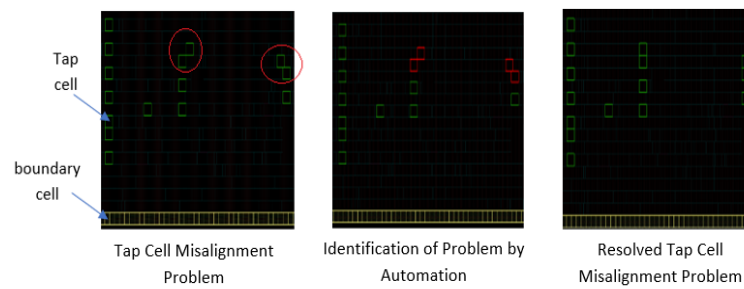 Tap
cell
boundary
cell
Tap Cell Misalignment
Problem
Identification of Problem by
Automation
Resolved Tap Cell
Misalignment Problem